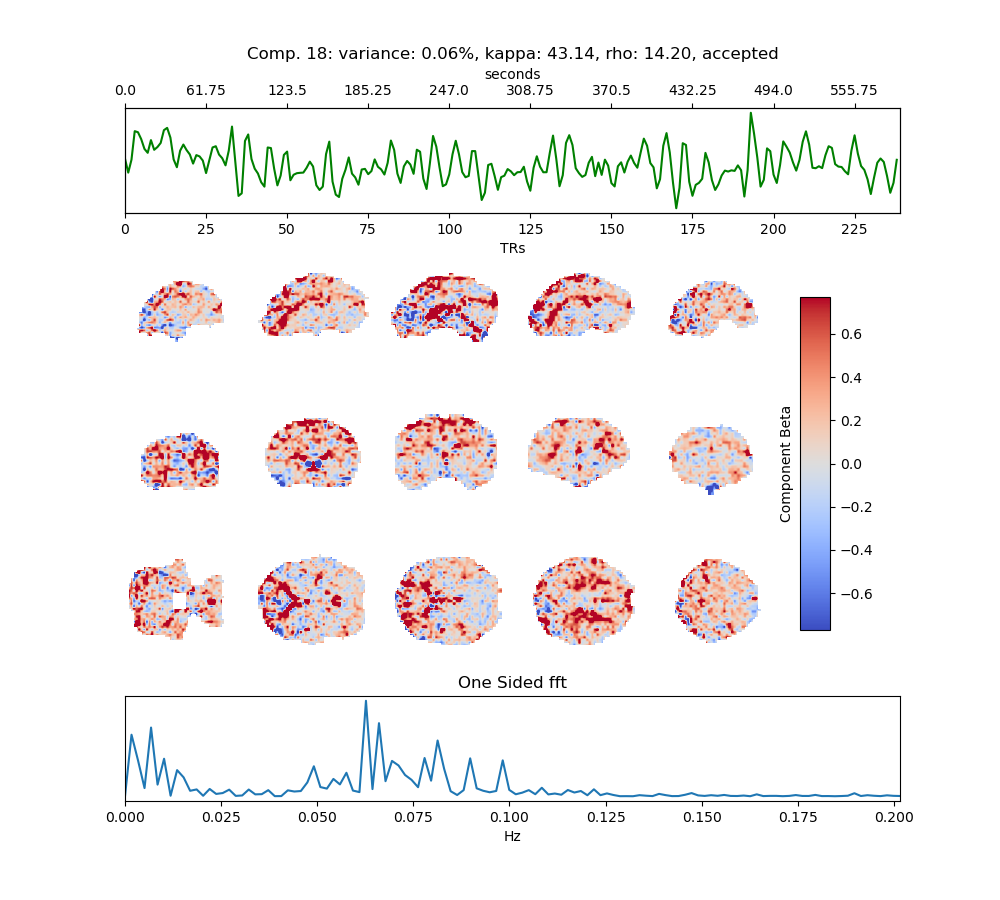 Comp. 18: variance: 0.06%, kappa: 43.14, rho: 14.20, accepted
seconds
0.0 61.75 123.5 185.25 247.0 308.75 370.5 432.25 494.0 555.75
0 25 50 75 100 125 150 175 200 225
TRs
0.6
0.4
0.2
0.0
−0.2
−0.4
−0.6
Component Beta
One Sided fft
0.000 0.025 0.050 0.075 0.100 0.125 0.150 0.175 0.200
Hz